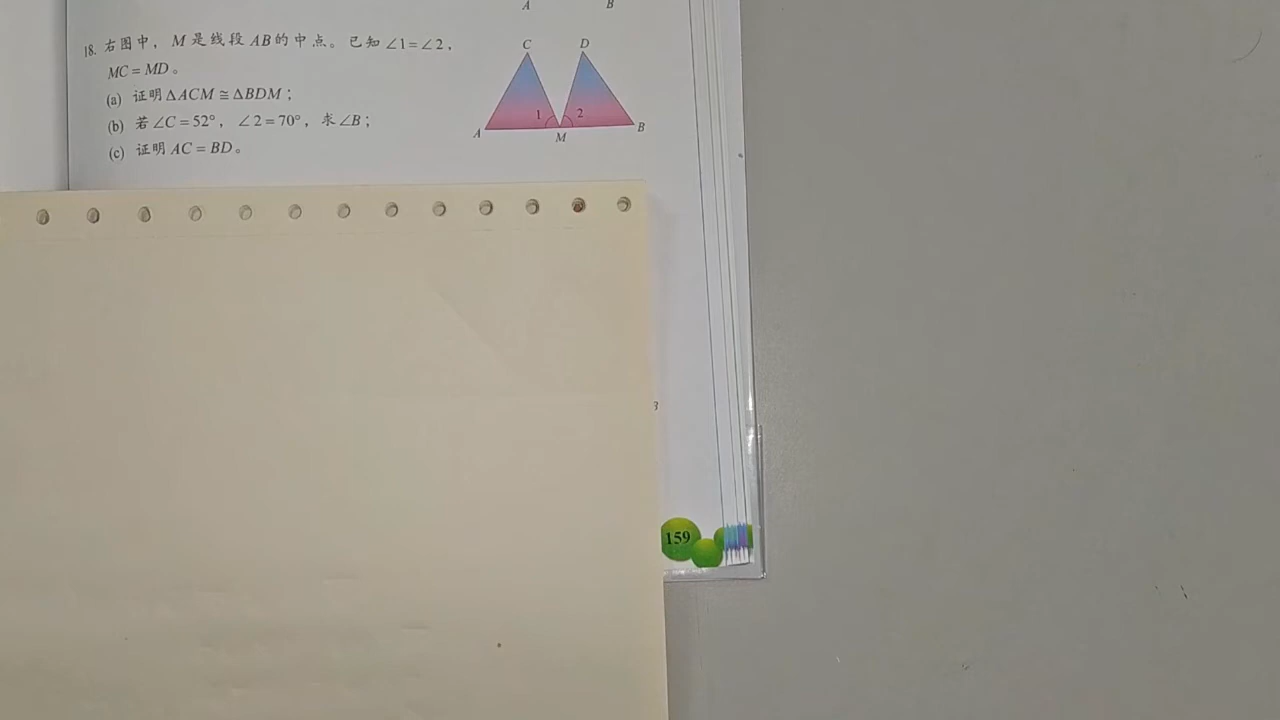 A B
18. 右图中，M 是线段 AB 的中点。已知 ∠1=∠2，
MC = MD。
(a) 证明 △ACM ≅ △BDM；
(b) 若 ∠C = 52°，∠2 = 70°，求 ∠B；
(c) 证明 AC = BD。
C D
1 2
A M B
3
159